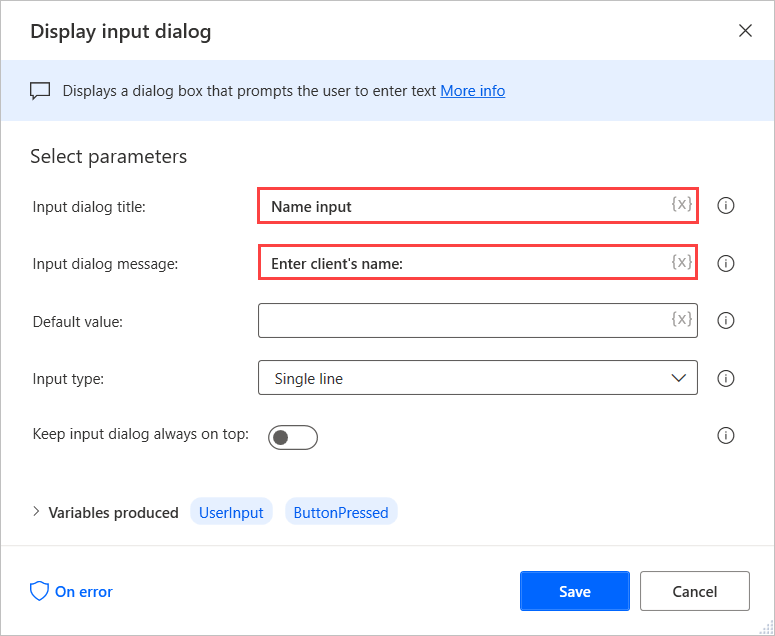 Display input dialog
Displays a dialog box that prompts the user to enter text More info
Select parameters
Input dialog title: Name input {x}
Input dialog message: Enter client's name: {x}
Default value: {x}
Input type: Single line
Keep input dialog always on top:
Variables produced UserInput ButtonPressed
On error Save Cancel